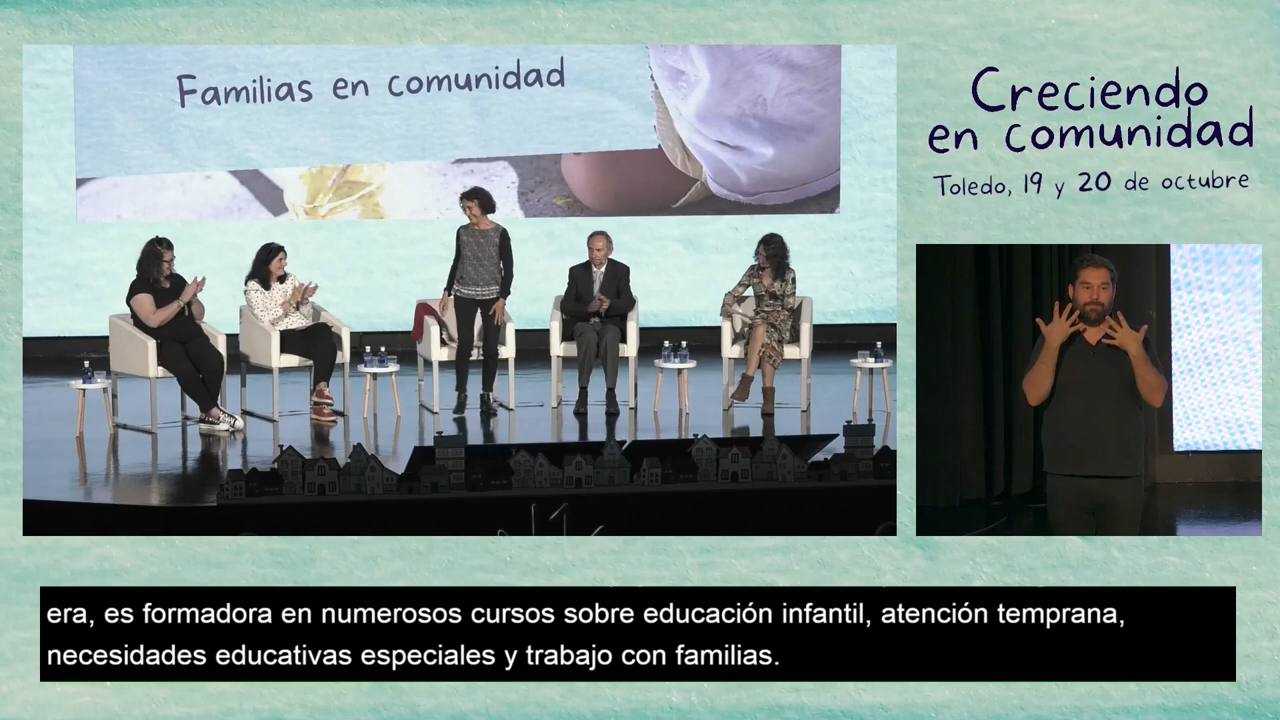 Familias en comunidad
Creciendo
en comunidad
Toledo, 19 y 20 de octubre
era, es formadora en numerosos cursos sobre educación infantil, atención temprana,
necesidades educativas especiales y trabajo con familias.